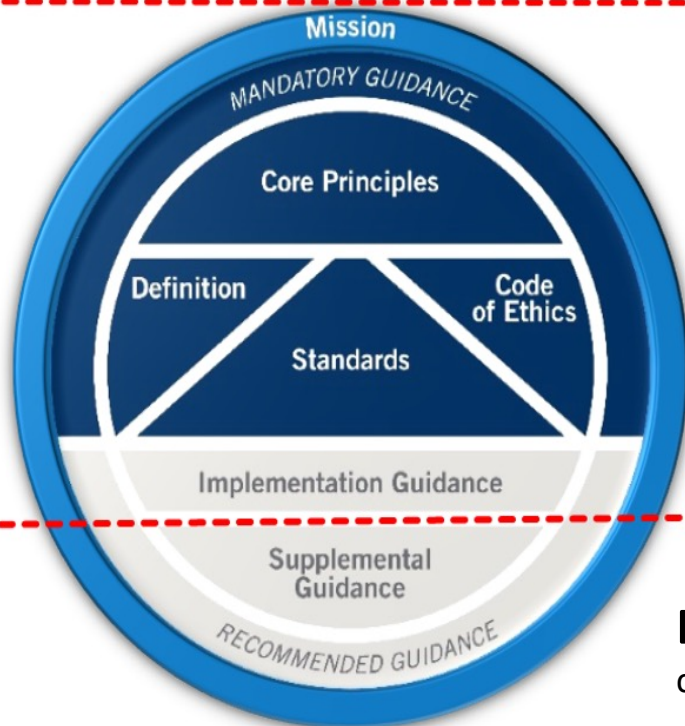 Mission
MANDATORY GUIDANCE
Core Principles
Definition
Code
of Ethics
Standards
Implementation Guidance
Supplemental
Guidance
RECOMMENDED GUIDANCE